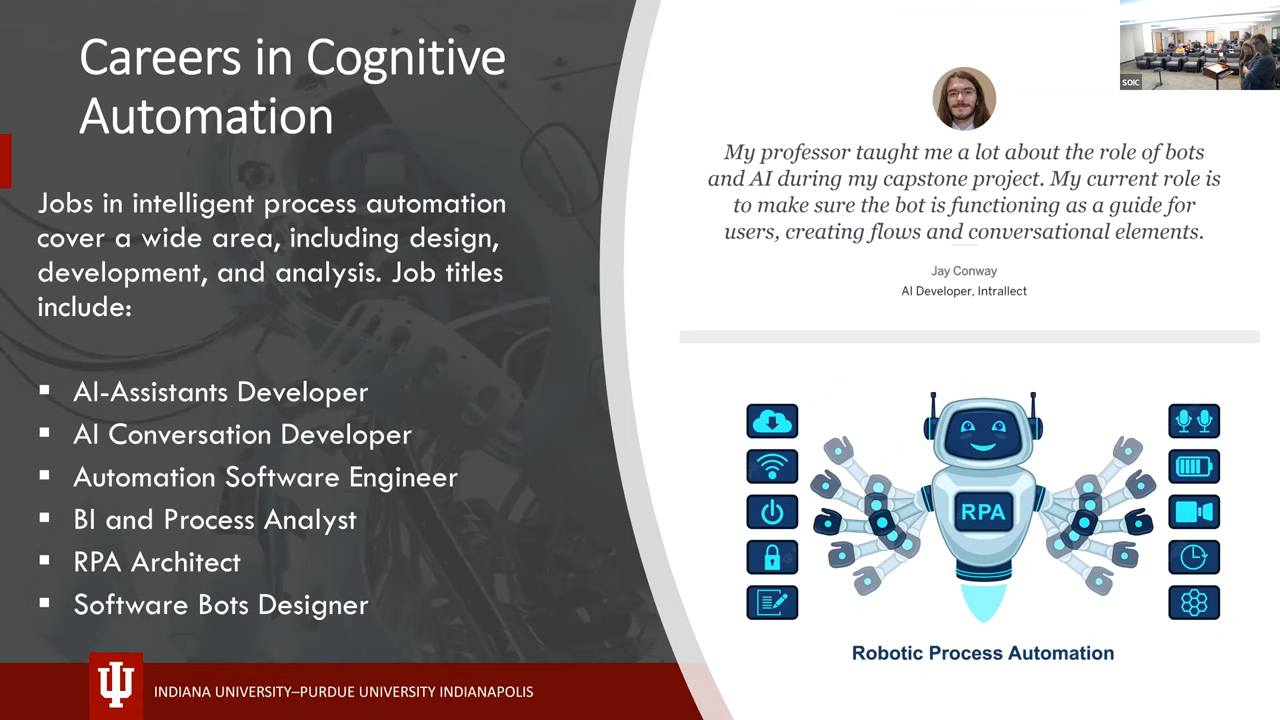 Careers in Cognitive
Automation
Jobs in intelligent process automation
cover a wide area, including design,
development, and analysis. Job titles
include:
▪ AI-Assistants Developer
▪ AI Conversation Developer
▪ Automation Software Engineer
▪ BI and Process Analyst
▪ RPA Architect
▪ Software Bots Designer
INDIANA UNIVERSITY–PURDUE UNIVERSITY INDIANAPOLIS
SOIC
My professor taught me a lot about the role of bots
and AI during my capstone project. My current role is
to make sure the bot is functioning as a guide for
users, creating flows and conversational elements.
Jay Conway
AI Developer, Intrallect
RPA
Robotic Process Automation